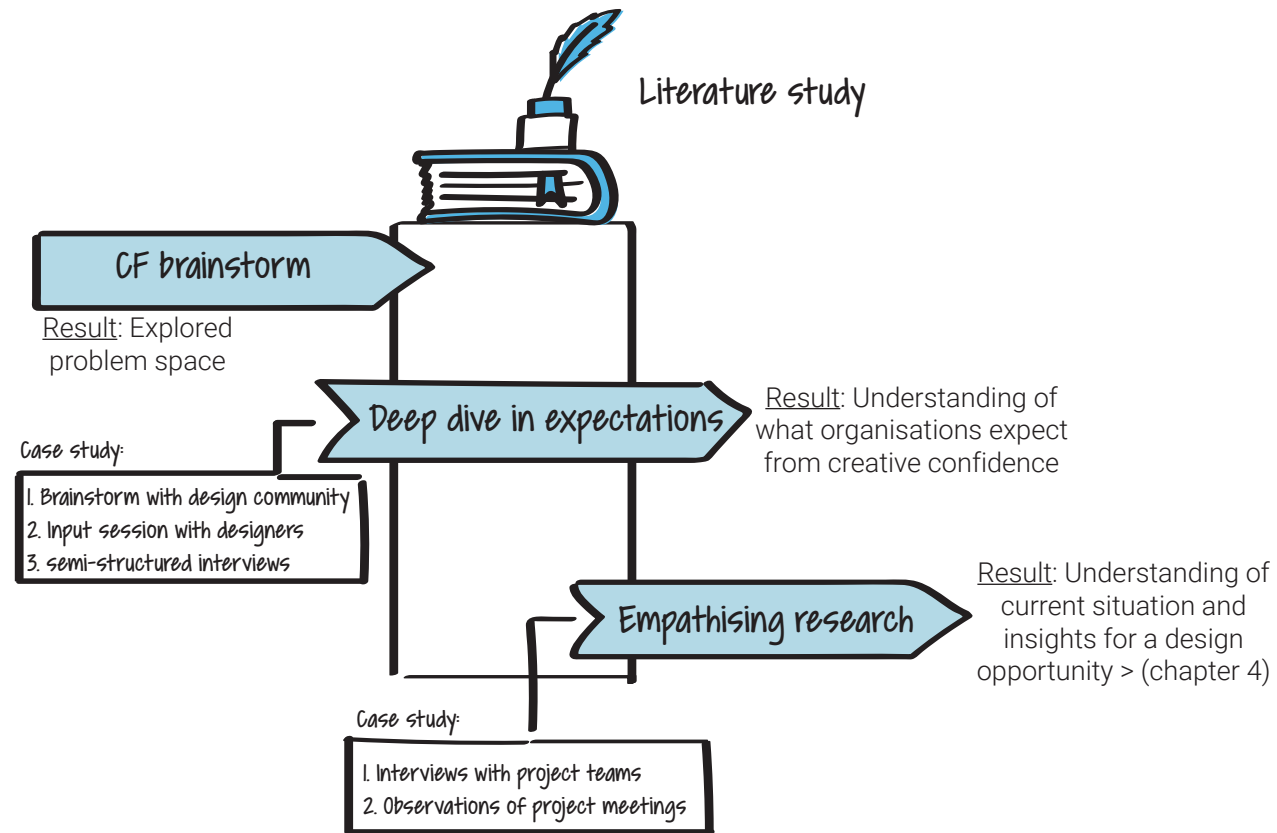 Literature study
CF brainstorm
Result: Explored
problem space
Deep dive in expectations
Result: Understanding of
what organisations expect
from creative confidence
Case study:
1. Brainstorm with design community
2. Input session with designers
3. semi-structured interviews
Empathising research
Result: Understanding of
current situation and
insights for a design
opportunity > (chapter 4)
Case study:
1. Interviews with project teams
2. Observations of project meetings